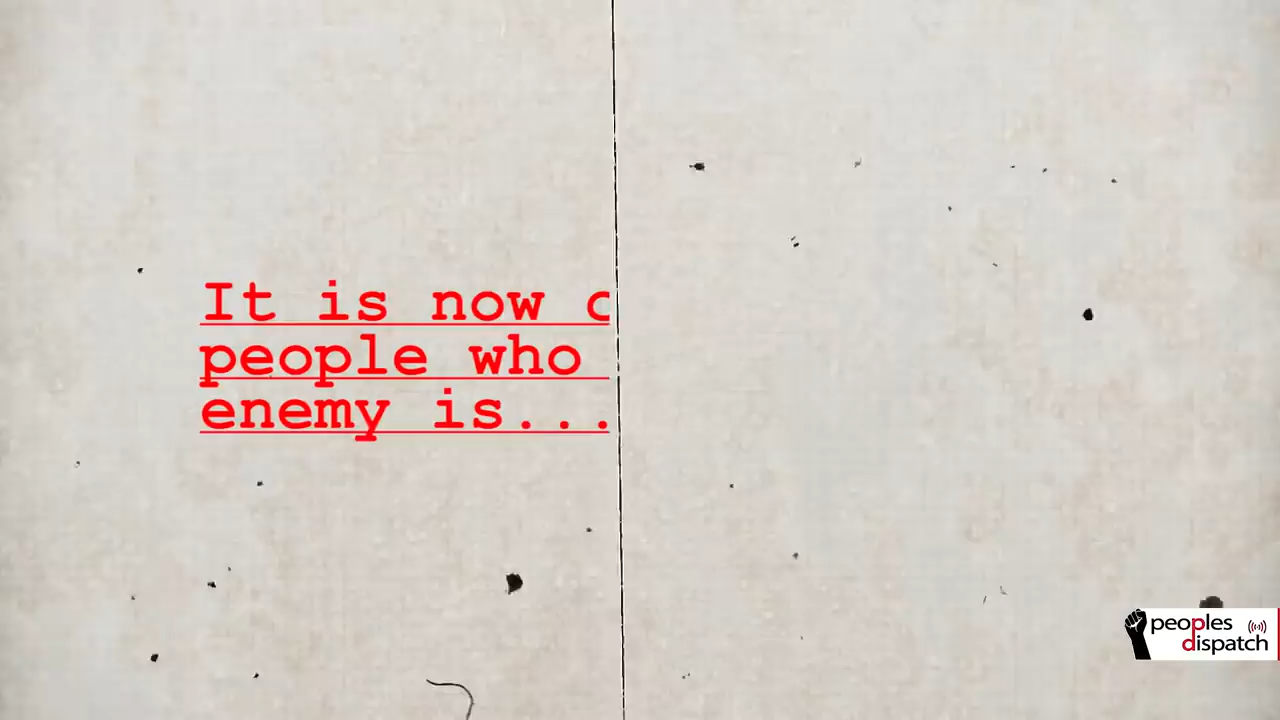 It is now
people who
enemy is...
peoples
dispatch